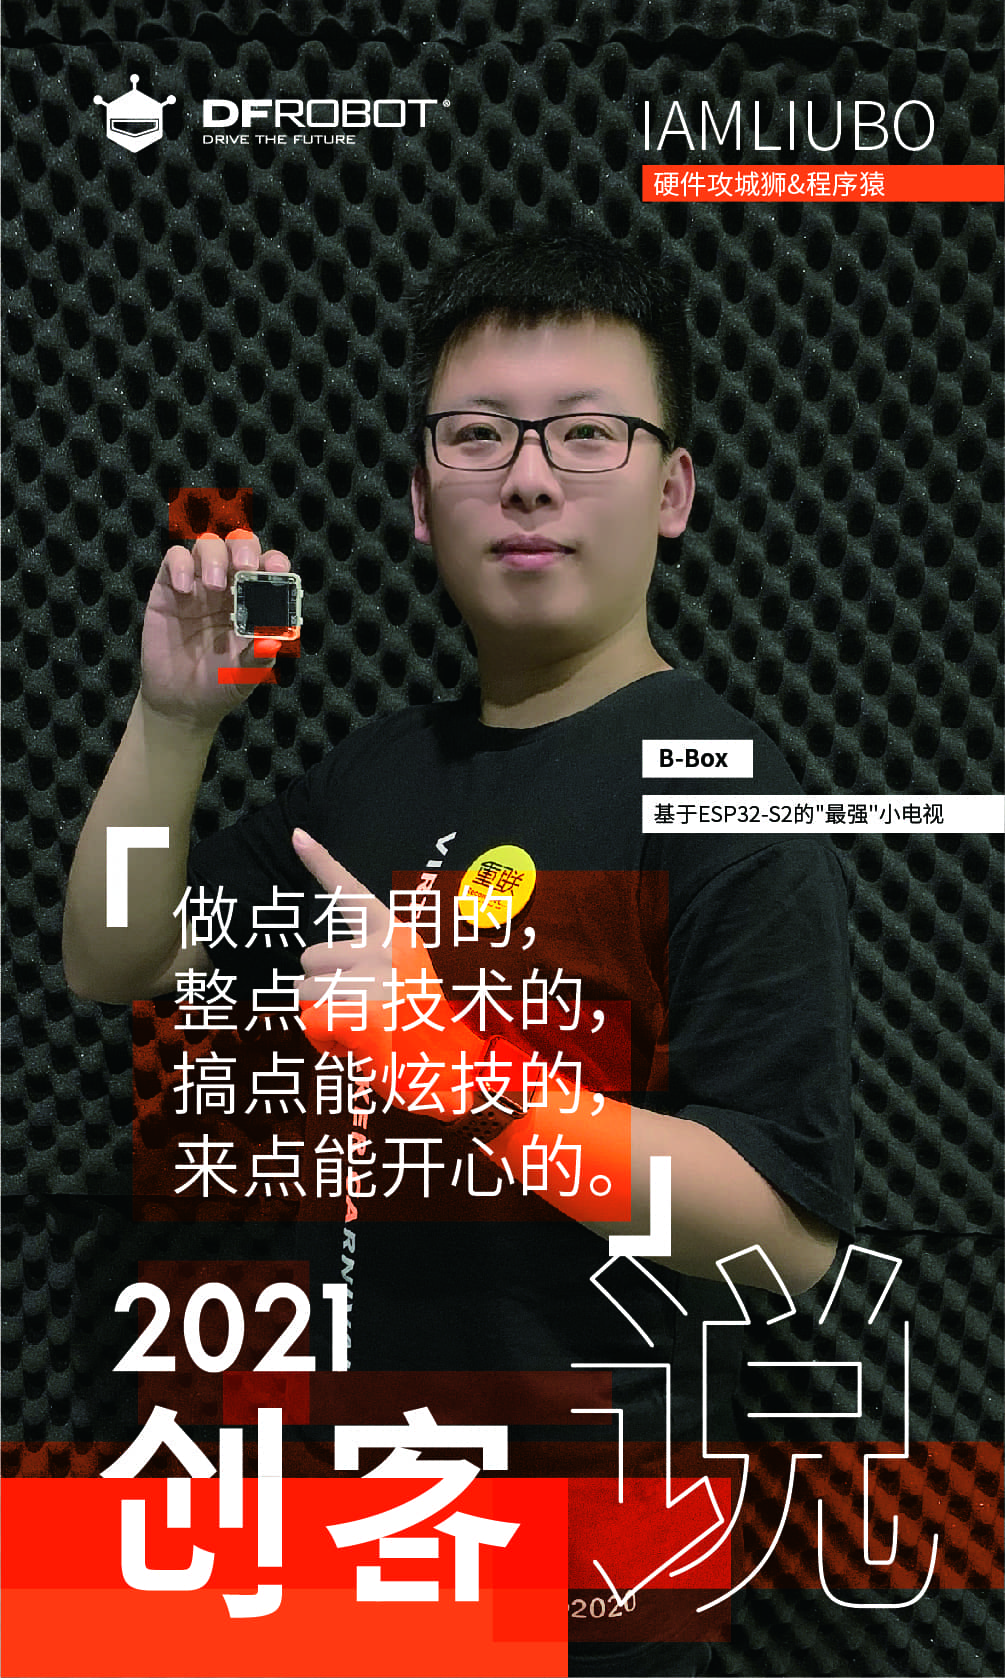 DFROBOT®
DRIVE THE FUTURE
IAMLIUBO
硬件攻城狮&程序猿
B-Box
基于ESP32-S2的"最强"小电视
重联
「做点有用的，
整点有技术的，
搞点能炫技的，
来点能开心的。」
2021
创客说
2020